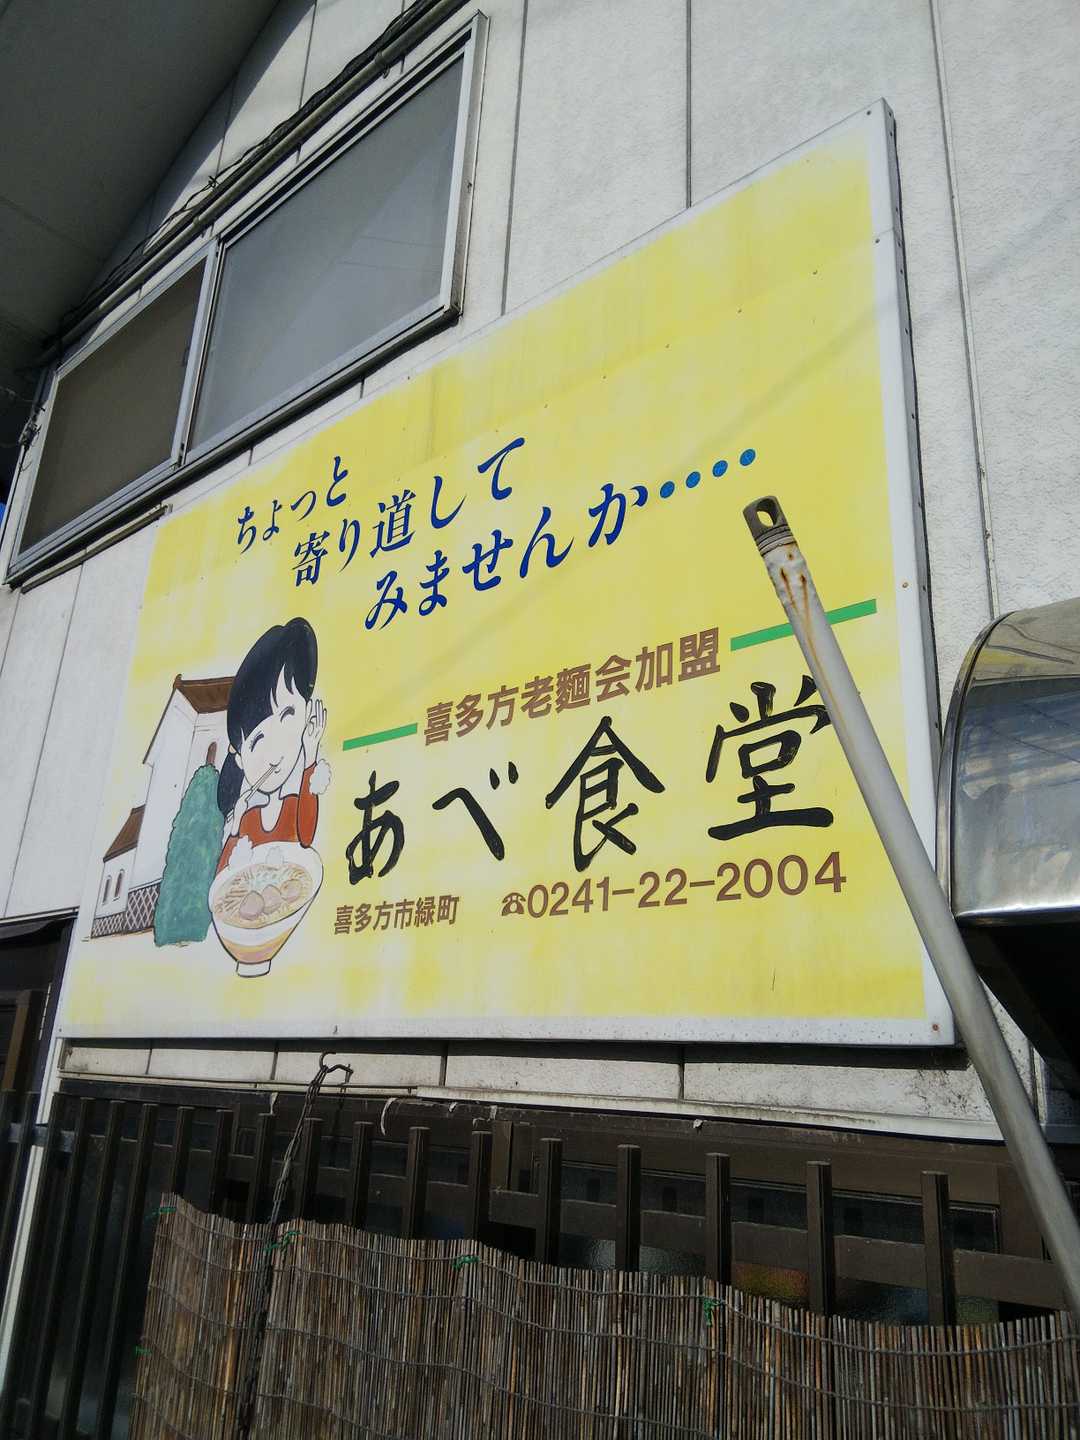 ちょっと
寄り道して
みませんか・・・・
喜多方老麺会加盟
あべ食堂
喜多方市緑町 ☎0241-22-2004